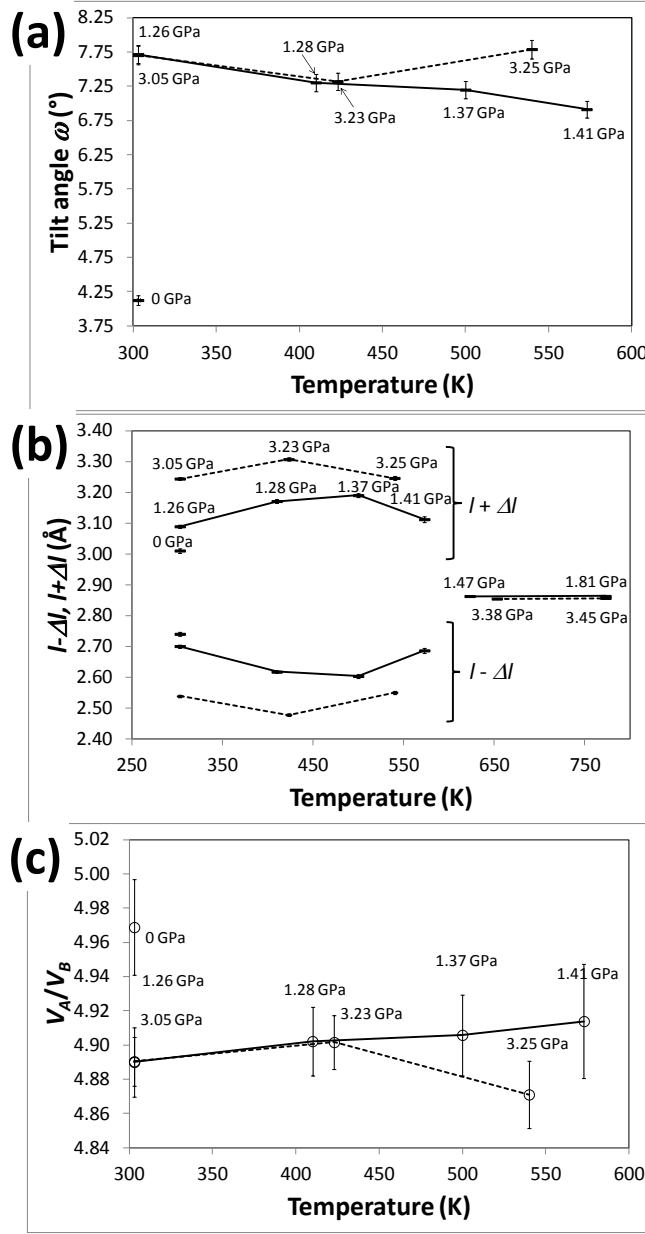 (a)
8.25
7.75
7.25
6.75
6.25
5.75
5.25
4.75
4.25
3.75
Tilt angle ω (°)
1.26 GPa
3.05 GPa
1.28 GPa
3.23 GPa
3.25 GPa
1.37 GPa
1.41 GPa
0 GPa
300 350 400 450 500 550 600
Temperature (K)
(b)
3.40
3.30
3.20
3.10
3.00
2.90
2.80
2.70
2.60
2.50
2.40
l-Δl, l+Δl (Å)
3.05 GPa
3.23 GPa
3.25 GPa
1.26 GPa
1.28 GPa
1.37 GPa
1.41 GPa
0 GPa
l + Δl
1.47 GPa
1.81 GPa
3.38 GPa
3.45 GPa
l - Δl
250 350 450 550 650 750
Temperature (K)
(c)
5.02
5.00
4.98
4.96
4.94
4.92
4.90
4.88
4.86
4.84
VA/VB
0 GPa
1.26 GPa
3.05 GPa
1.28 GPa
3.23 GPa
1.37 GPa
1.41 GPa
3.25 GPa
300 350 400 450 500 550 600
Temperature (K)